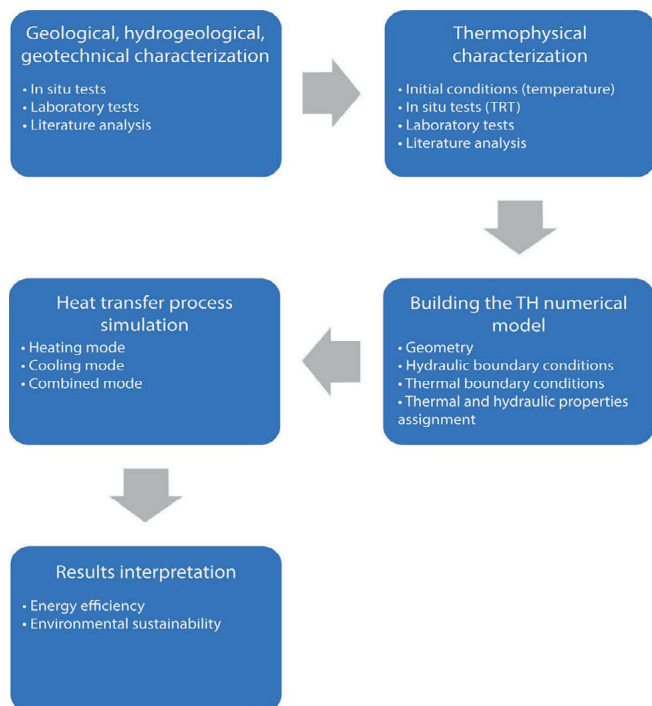 Geological, hydrogeological,
geotechnical characterization
• In situ tests
• Laboratory tests
• Literature analysis
Thermophysical
characterization
• Initial conditions (temperature)
• In situ tests (TRT)
• Laboratory tests
• Literature analysis
Building the TH numerical
model
• Geometry
• Hydraulic boundary conditions
• Thermal boundary conditions
• Thermal and hydraulic properties
assignment
Heat transfer process
simulation
• Heating mode
• Cooling mode
• Combined mode
Results interpretation
• Energy efficiency
• Environmental sustainability